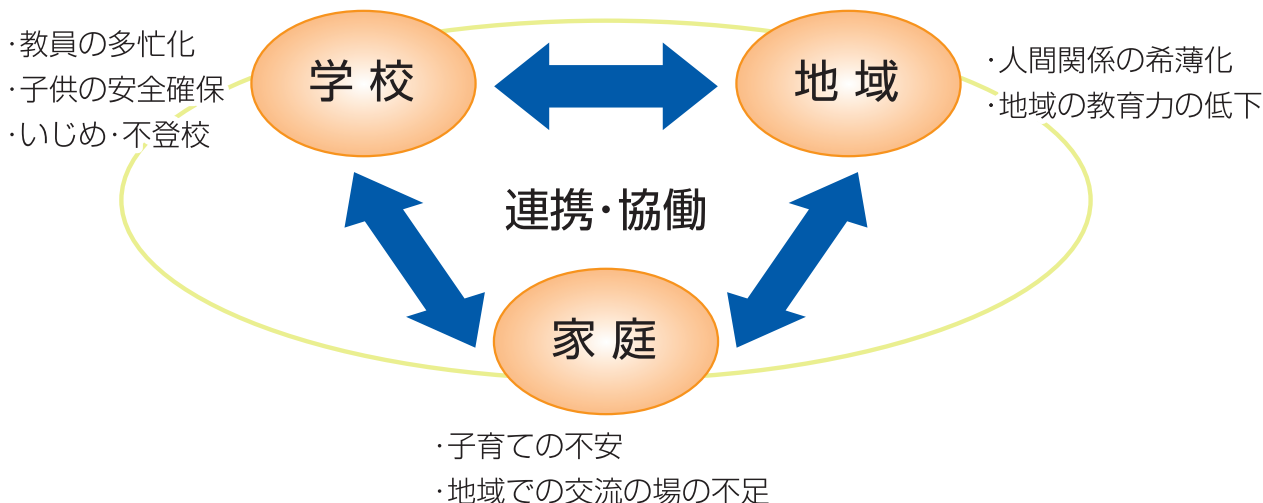 ・教員の多忙化
・子供の安全確保
・いじめ・不登校
学校
地域
・人間関係の希薄化
・地域の教育力の低下
連携・協働
家庭
・子育ての不安
・地域での交流の場の不足